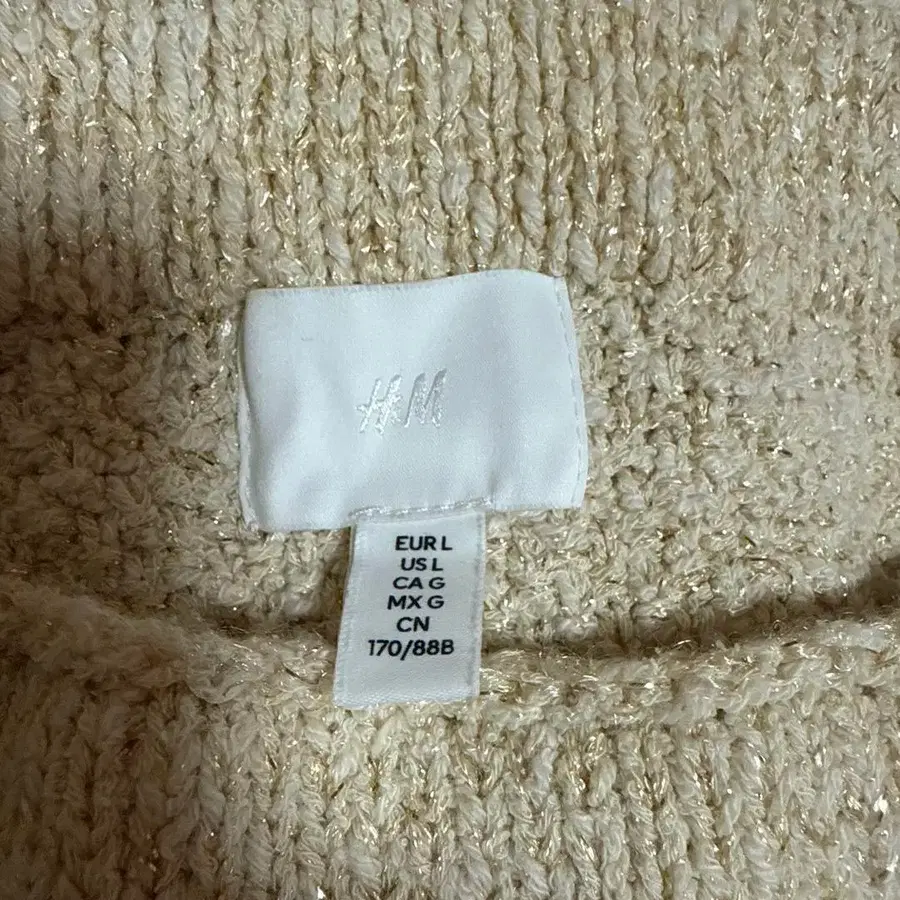 H&M
EUR L
US L
CA G
MX G
CN
170/88B